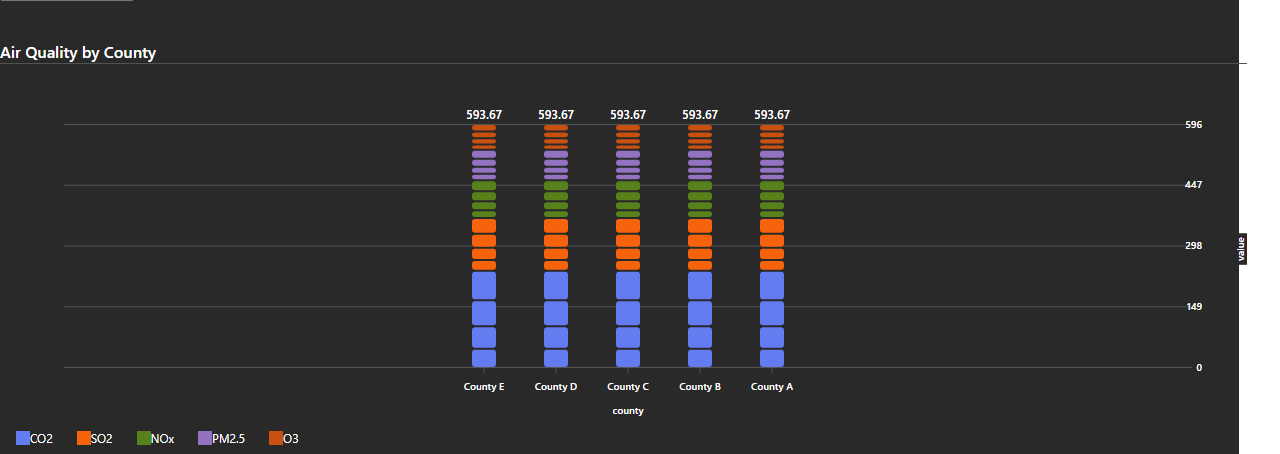 Air Quality by County
593.67 593.67 593.67 593.67 593.67
596
447
298
149
0
value
County E County D County C County B County A
county
CO2 SO2 NOx PM2.5 O3